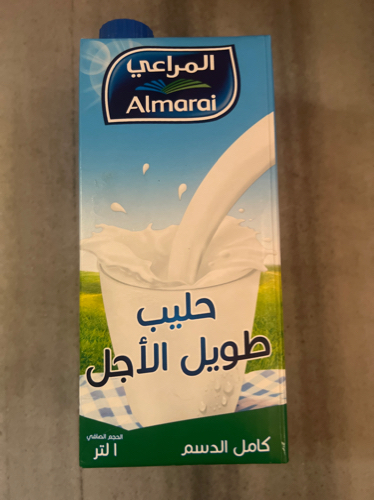 المراعي
Almarai
حليب
طويل الأجل
كامل الدسم
الحجم الصافي
١ لتر